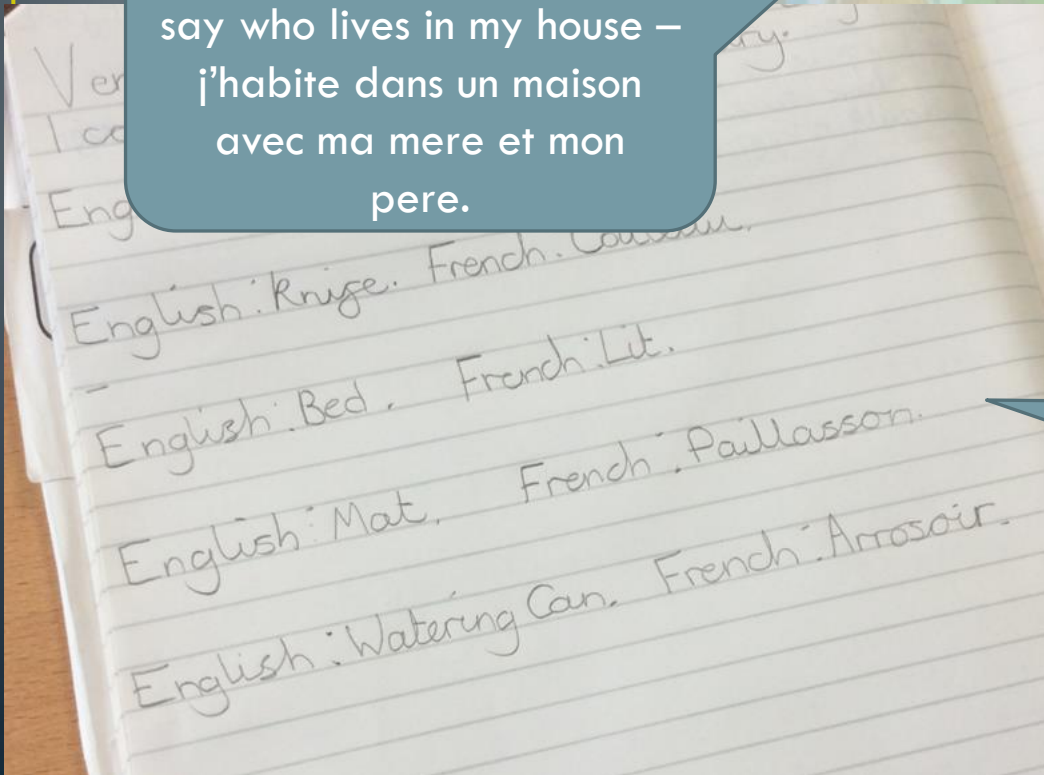 say who lives in my house –
j'habite dans un maison
avec ma mere et mon
pere.
English: Knife. French: Couteau.
English: Bed. French: Lit.
English: Mat. French: Paillasson.
English: Watering Can. French: Arrosoir.